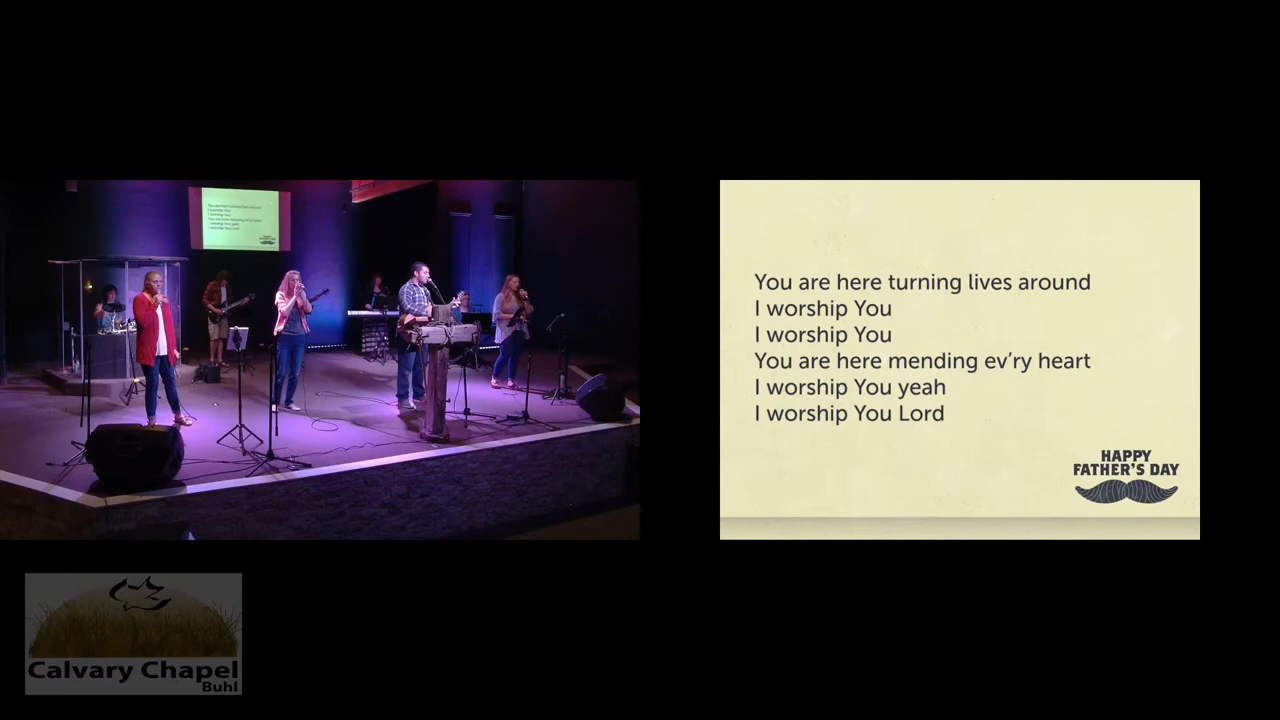 You are here turning lives around
I worship You
I worship You
You are here mending ev'ry heart
I worship You yeah
I worship You Lord
HAPPY
FATHER'S DAY
Calvary Chapel
Buhl